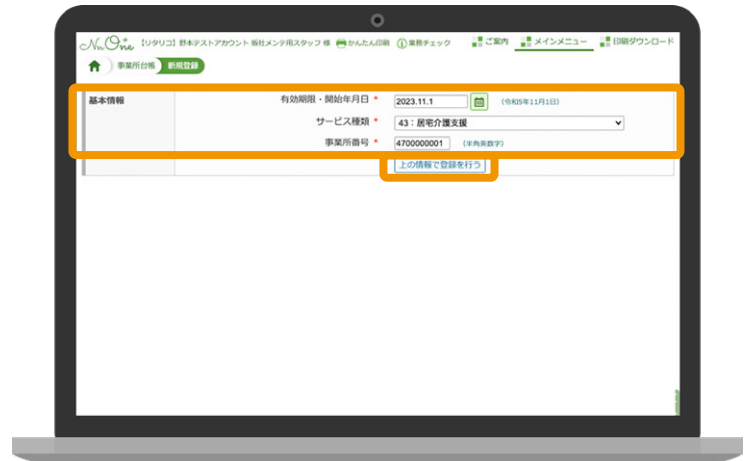 Nn One 【リタリコ】野本テストアカウント 販社メンテ用スタッフ 様 かんたん印刷 業務チェック ご案内 メインメニュー 印刷ダウンロード
事業所台帳 新規登録
基本情報 有効期限・開始年月日 * 2023.11.1 (令和5年11月1日)
サービス種類 * 43：居宅介護支援
事業所番号 * 4700000001 (半角英数字)
上の情報で登録を行う